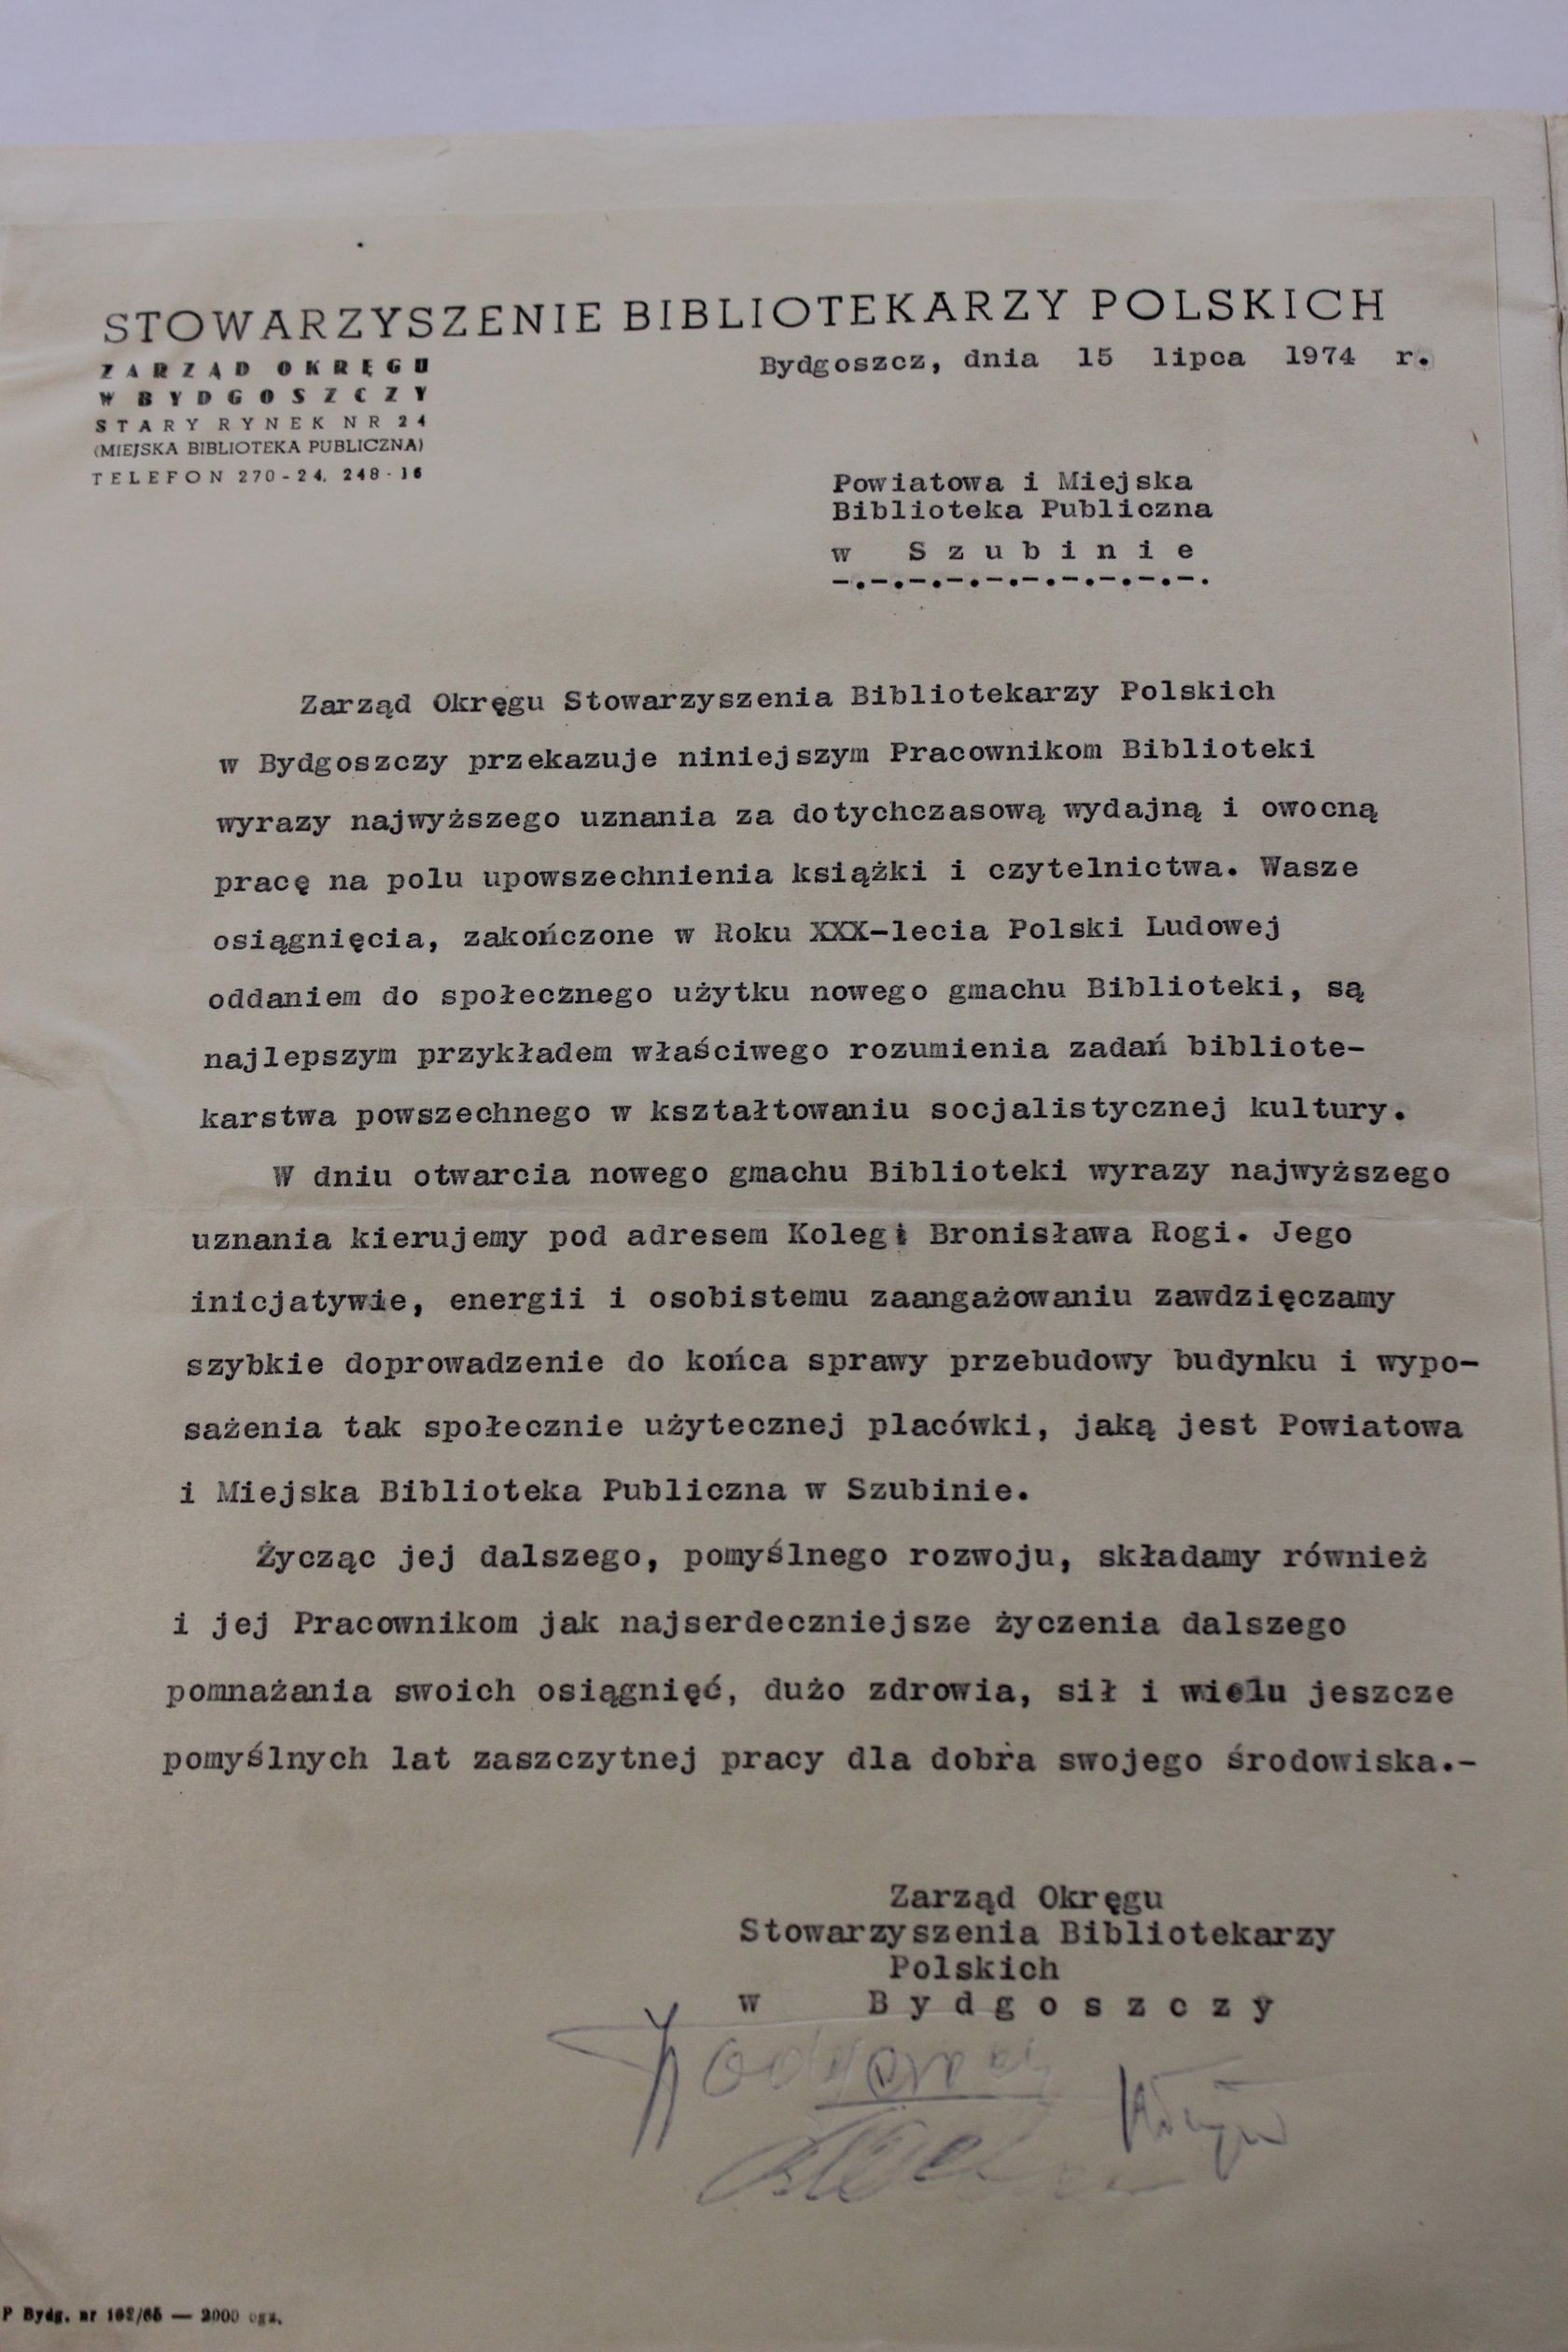 STOWARZYSZENIE BIBLIOTEKARZY POLSKICH
ZARZĄD OKRĘGU
W BYDGOSZCZY
STARY RYNEK NR 24
(MIEJSKA BIBLIOTEKA PUBLICZNA)
TELEFON 270-24, 248-16
Bydgoszcz, dnia 15 lipca 1974 r.
Powiatowa i Miejska
Biblioteka Publiczna
w S z u b i n i e
-.-.-.-.-.-.-.-.-.-.
Zarząd Okręgu Stowarzyszenia Bibliotekarzy Polskich
w Bydgoszczy przekazuje niniejszym Pracownikom Biblioteki
wyrazy najwyższego uznania za dotychczasową wydajną i owocną
pracę na polu upowszechnienia książki i czytelnictwa. Wasze
osiągnięcia, zakończone w Roku XXX-lecia Polski Ludowej
oddaniem do społecznego użytku nowego gmachu Biblioteki, są
najlepszym przykładem właściwego rozumienia zadań bibliote-
karstwa powszechnego w kształtowaniu socjalistycznej kultury.
W dniu otwarcia nowego gmachu Biblioteki wyrazy najwyższego
uznania kierujemy pod adresem Kolegi Bronisława Rogi. Jego
inicjatywie, energii i osobistemu zaangażowaniu zawdzięczamy
szybkie doprowadzenie do końca sprawy przebudowy budynku i wypo-
sażenia tak społecznie użytecznej placówki, jaką jest Powiatowa
i Miejska Biblioteka Publiczna w Szubinie.
Życząc jej dalszego, pomyślnego rozwoju, składamy również
i jej Pracownikom jak najserdeczniejsze życzenia dalszego
pomnażania swoich osiągnięć, dużo zdrowia, sił i wielu jeszcze
pomyślnych lat zaszczytnej pracy dla dobra swojego środowiska.-
Zarząd Okręgu
Stowarzyszenia Bibliotekarzy
Polskich
w B y d g o s z c z y
P Bydg. nr 162/65 — 2000 egz.